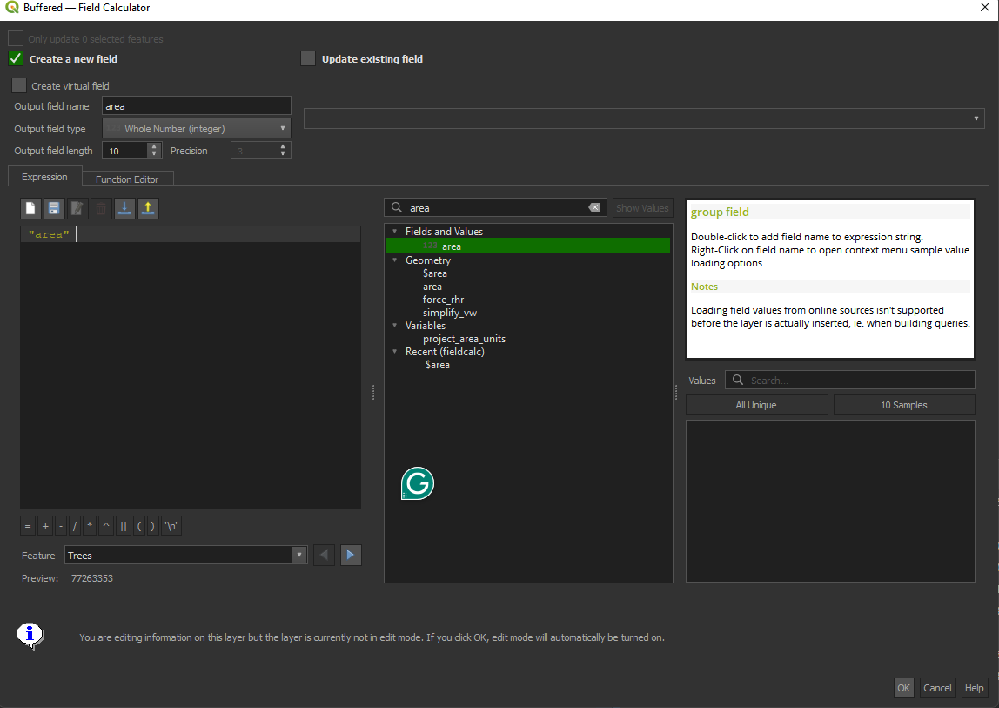 Buffered — Field Calculator
Only update 0 selected features
Create a new field
Update existing field
Create virtual field
Output field name
area
Output field type
123 Whole Number (integer)
Output field length
10
Precision
3
Expression
Function Editor
area
Show Values
"area"
Fields and Values
123 area
Geometry
$area
area
force_rhr
simplify_vw
Variables
project_area_units
Recent (fieldcalc)
$area
group field
Double-click to add field name to expression string.
Right-Click on field name to open context menu sample value
loading options.
Notes
Loading field values from online sources isn't supported
before the layer is actually inserted, ie. when building queries.
Values
Search...
All Unique
10 Samples
G
= + - / * ^ || ( ) '\n'
Feature
Trees
Preview:
77263353
You are editing information on this layer but the layer is currently not in edit mode. If you click OK, edit mode will automatically be turned on.
OK
Cancel
Help